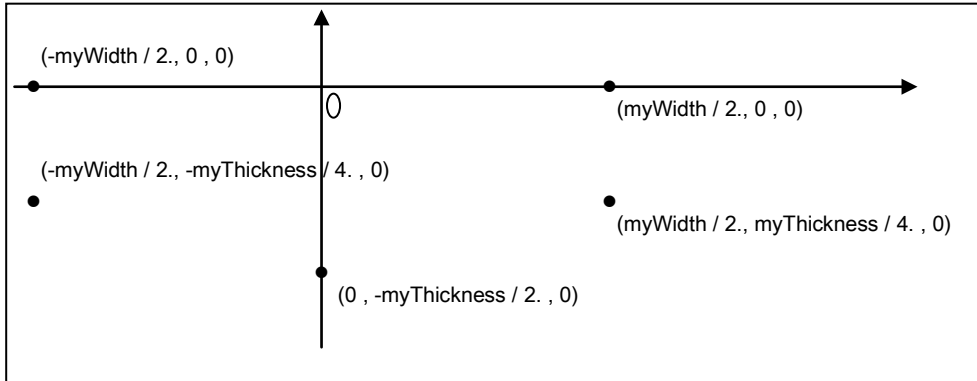 (-myWidth / 2., 0 , 0)
O
(myWidth / 2., 0 , 0)
(-myWidth / 2., -myThickness / 4. , 0)
(myWidth / 2., myThickness / 4. , 0)
(0 , -myThickness / 2. , 0)